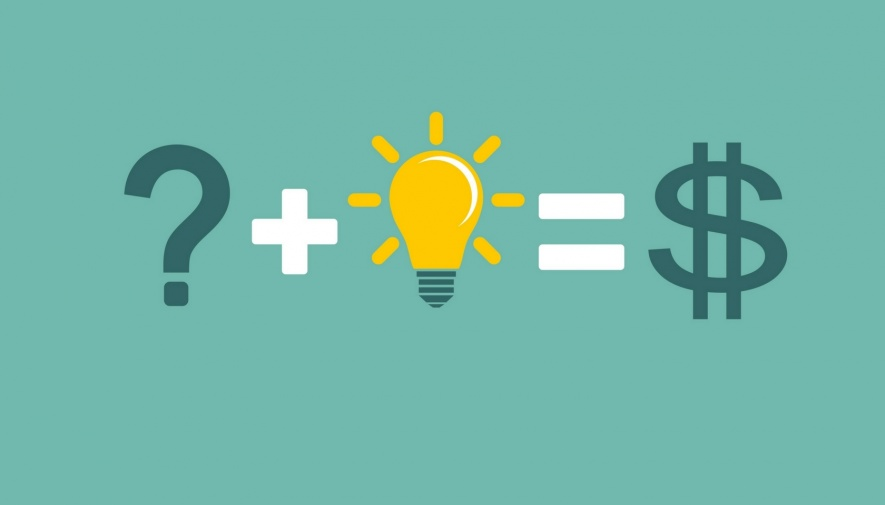 ? + = $